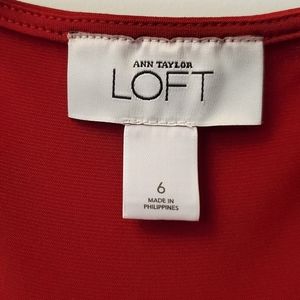 ANN TAYLOR
LOFT
6
MADE IN
PHILIPPINES